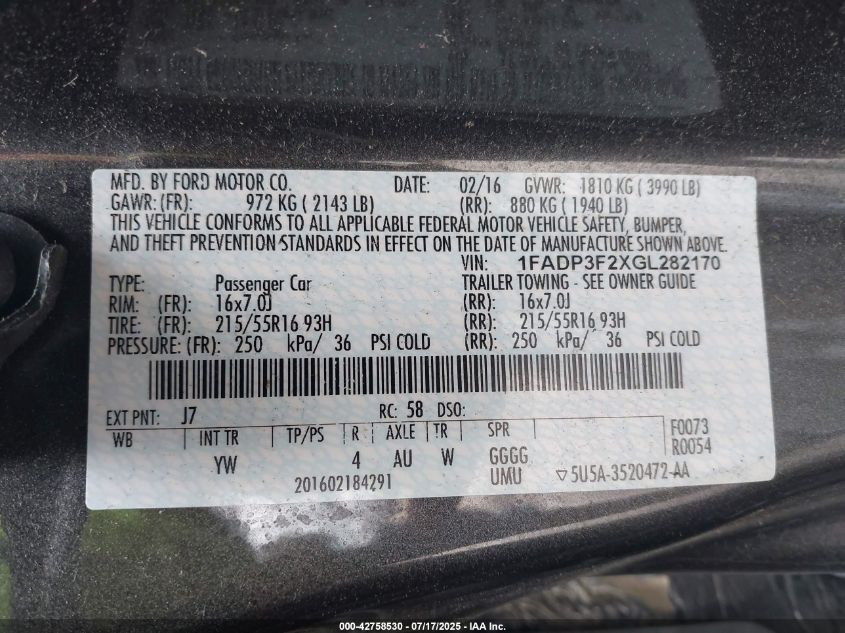 MFD. BY FORD MOTOR CO. DATE: 02/16 GVWR: 1810 KG ( 3990 LB)
GAWR: (FR): 972 KG ( 2143 LB) (RR): 880 KG ( 1940 LB)
THIS VEHICLE CONFORMS TO ALL APPLICABLE FEDERAL MOTOR VEHICLE SAFETY, BUMPER,
AND THEFT PREVENTION STANDARDS IN EFFECT ON THE DATE OF MANUFACTURE SHOWN ABOVE.
VIN: 1FADP3F2XGL282170
TYPE: Passenger Car TRAILER TOWING - SEE OWNER GUIDE
RIM: (FR): 16x7.0J (RR): 16x7.0J
TIRE: (FR): 215/55R16 93H (RR): 215/55R16 93H
PRESSURE: (FR): 250 kPa/ 36 PSI COLD (RR): 250 kPa/ 36 PSI COLD
EXT PNT: J7 RC: 58 DSO: F0073
WB INT TR TP/PS R AXLE TR SPR R0054
YW 4 AU W GGGG
201602184291 UMU ▽5U5A-3520472-AA
000-42758530 - 07/17/2025 - IAA Inc.